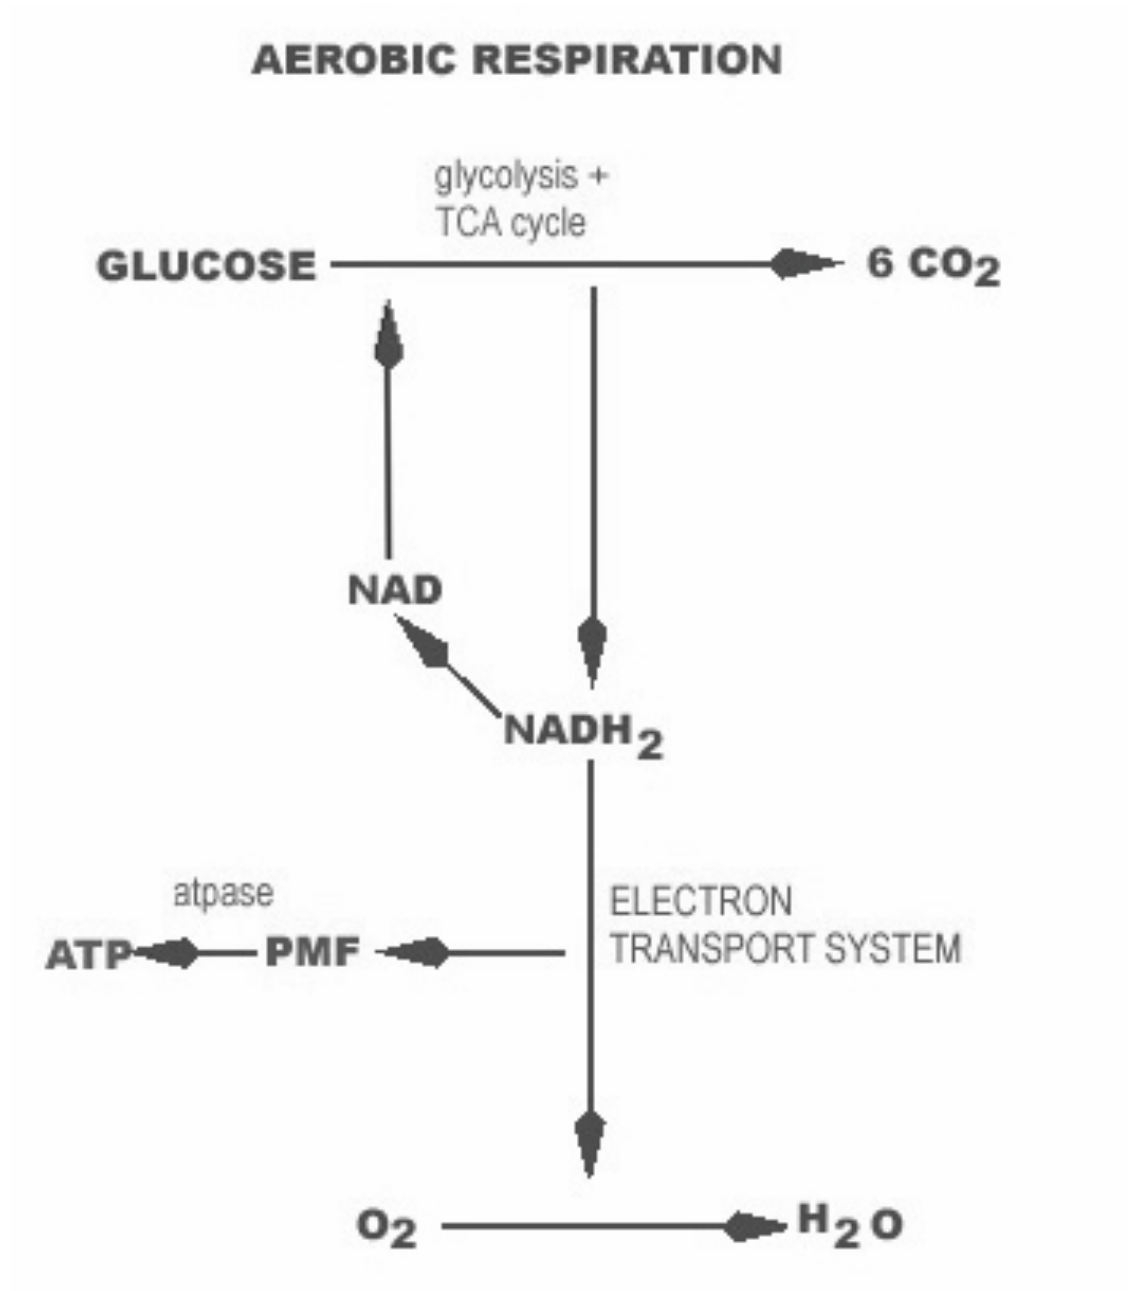 AEROBIC RESPIRATION
glycolysis +
TCA cycle
GLUCOSE
6 CO2
NAD
NADH2
atpase
ELECTRON
TRANSPORT SYSTEM
ATP
PMF
O2
H2O